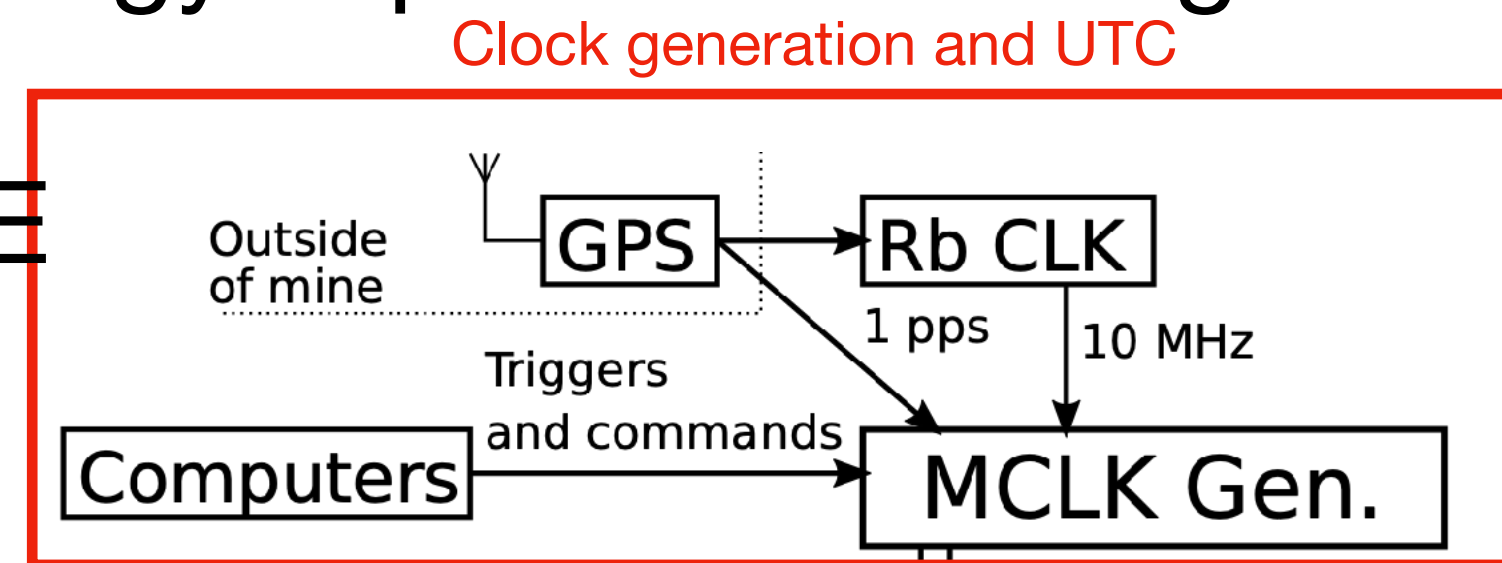 Clock generation and UTC
Outside
of mine
GPS
Rb CLK
1 pps
10 MHz
Triggers
and commands
Computers
MCLK Gen.